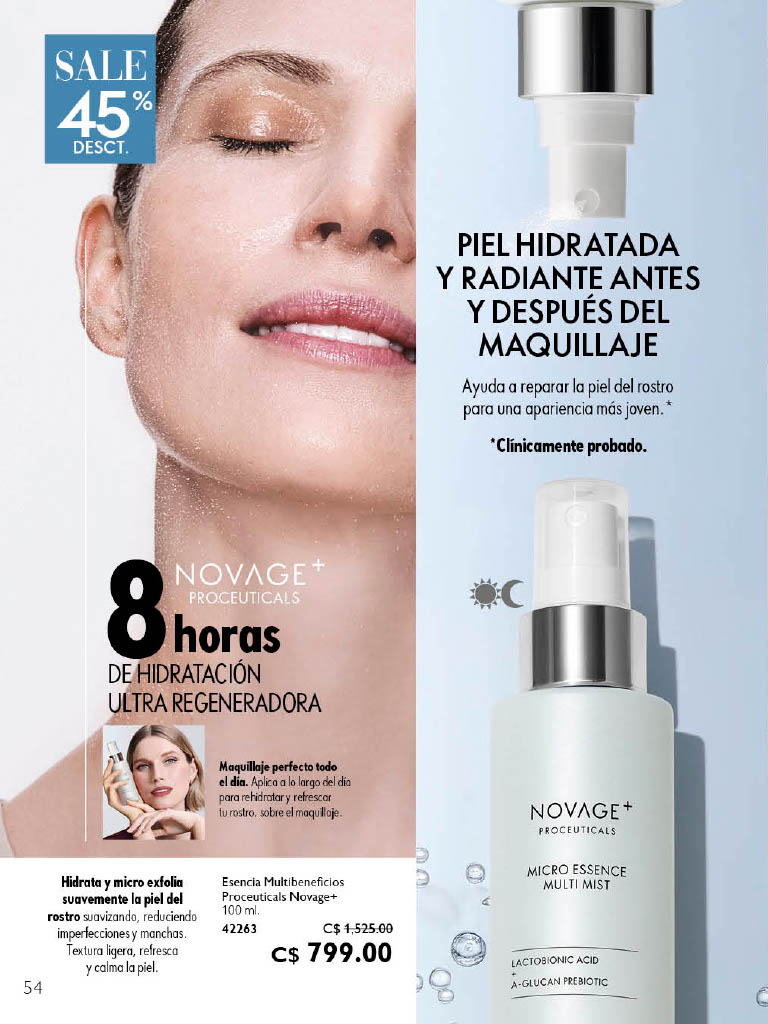 SALE
45%
DESCT.
PIEL HIDRATADA
Y RADIANTE ANTES
Y DESPUÉS DEL
MAQUILLAJE
Ayuda a reparar la piel del rostro
para una apariencia más joven.*
*Clínicamente probado.
NOVAGE+
PROCEUTICALS
8 horas
DE HIDRATACIÓN
ULTRA REGENERADORA
Maquillaje perfecto todo
el día. Aplica a lo largo del día
para rehidratar y refrescar
tu rostro, sobre el maquillaje.
Hidrata y micro exfolia
suavemente la piel del
rostro suavizando, reduciendo
imperfecciones y manchas.
Textura ligera, refresca
y calma la piel.
Esencia Multibeneficios
Proceuticals Novage+
100 ml.
42263 C$ 1,525.00
C$ 799.00
NOVAGE+
PROCEUTICALS
MICRO ESSENCE
MULTI MIST
LACTOBIONIC ACID
+
A-GLUCAN PREBIOTIC
54